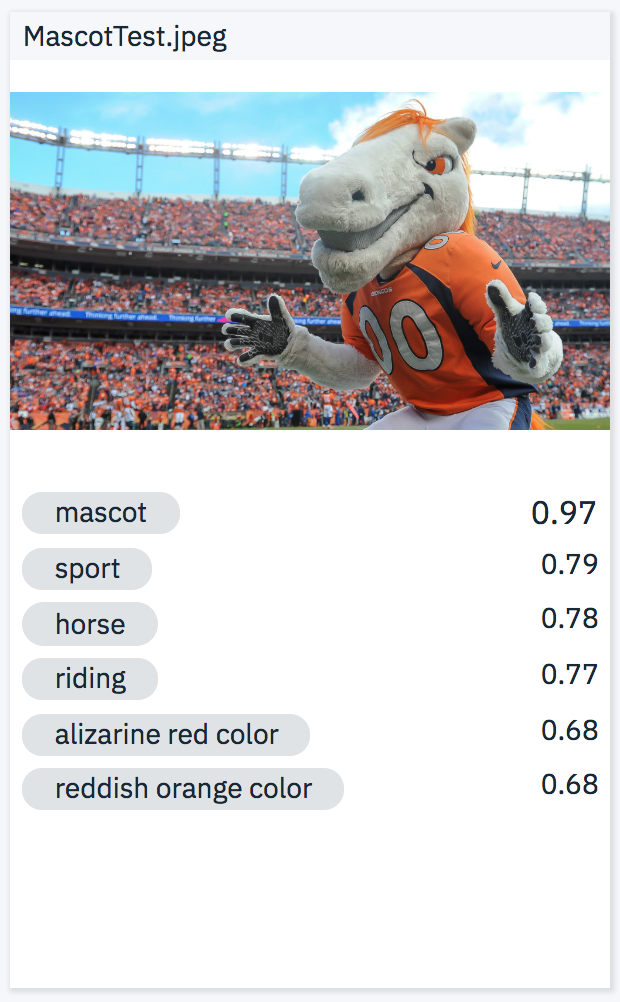 MascotTest.jpeg
ing further ahead. Thinking further ahead.
BRONCOS
00
mascot 0.97
sport 0.79
horse 0.78
riding 0.77
alizarine red color 0.68
reddish orange color 0.68